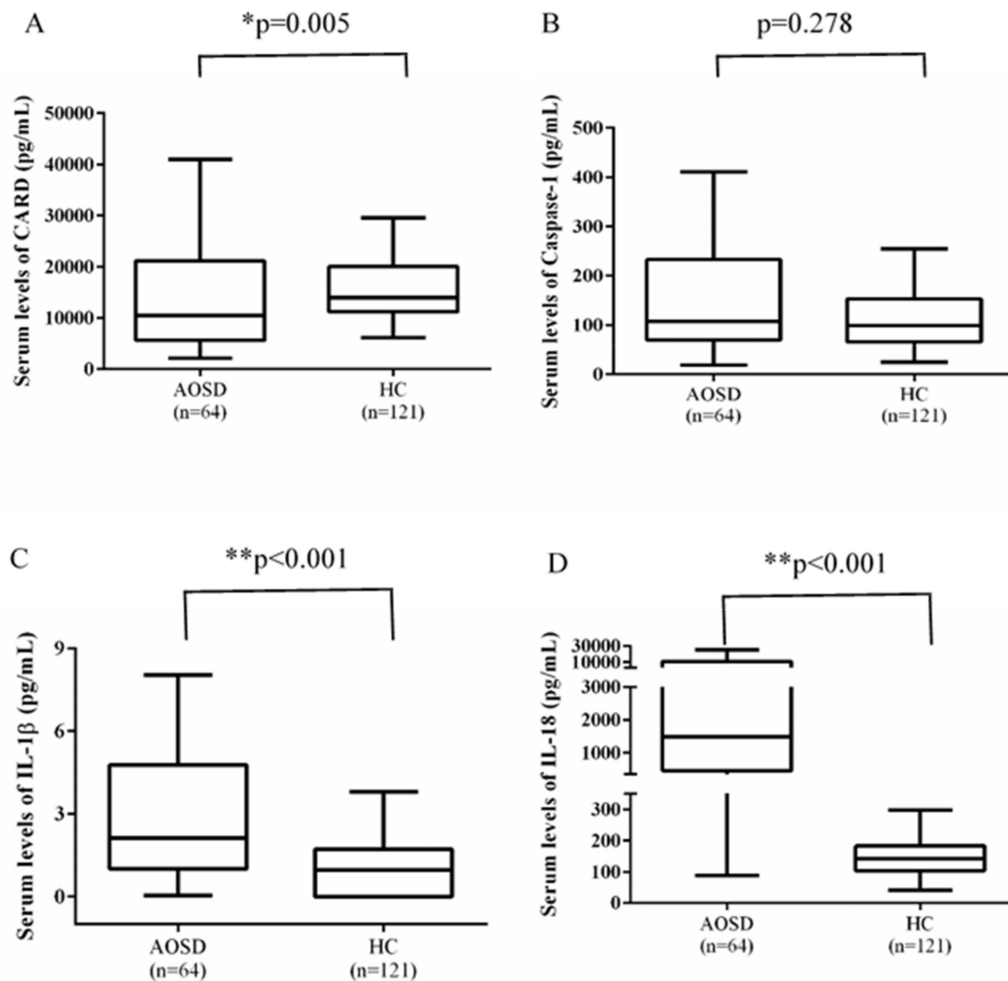 A
*p=0.005
Serum levels of CARD (pg/mL)
50000
40000
30000
20000
10000
0
AOSD
(n=64)
HC
(n=121)
B
p=0.278
Serum levels of Caspase-1 (pg/mL)
500
400
300
200
100
0
AOSD
(n=64)
HC
(n=121)
C
**p<0.001
Serum levels of IL-1β (pg/mL)
9
6
3
0
AOSD
(n=64)
HC
(n=121)
D
**p<0.001
Serum levels of IL-18 (pg/mL)
30000
10000
3000
2000
1000
300
200
100
0
AOSD
(n=64)
HC
(n=121)